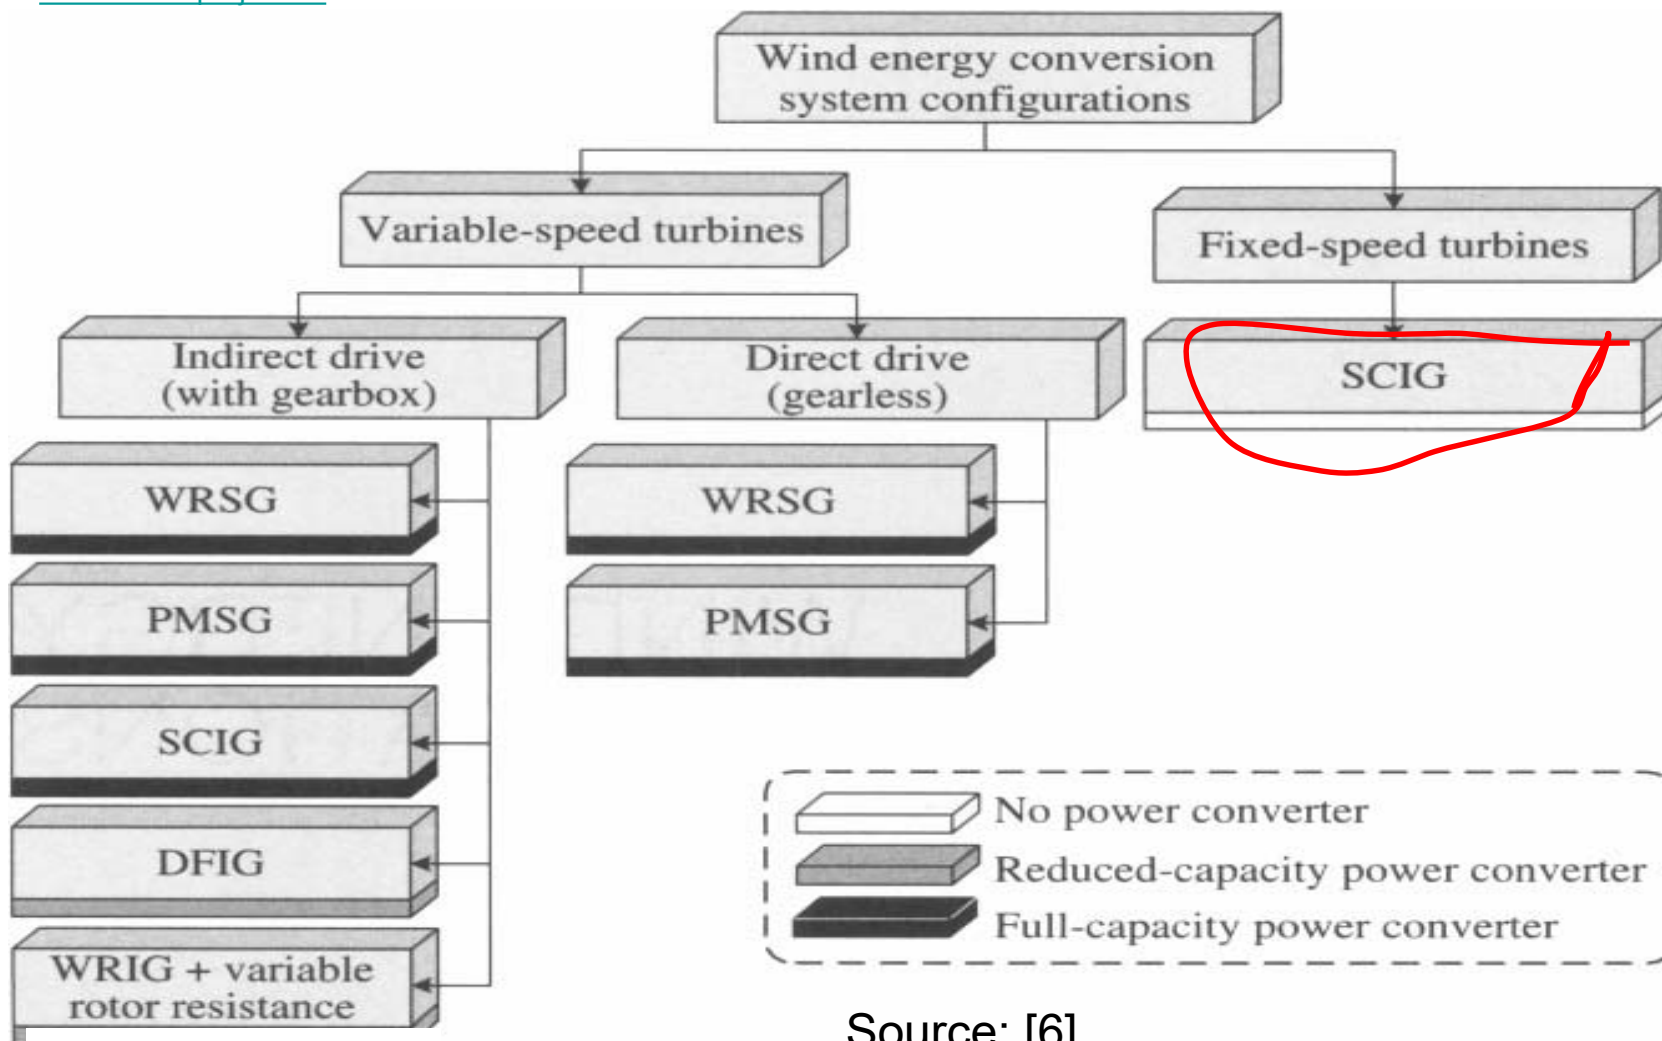 Wind energy conversion
system configurations
Variable-speed turbines
Fixed-speed turbines
Indirect drive
(with gearbox)
Direct drive
(gearless)
SCIG
WRSG
WRSG
PMSG
PMSG
SCIG
DFIG
WRIG + variable
rotor resistance
No power converter
Reduced-capacity power converter
Full-capacity power converter
Source: [6]